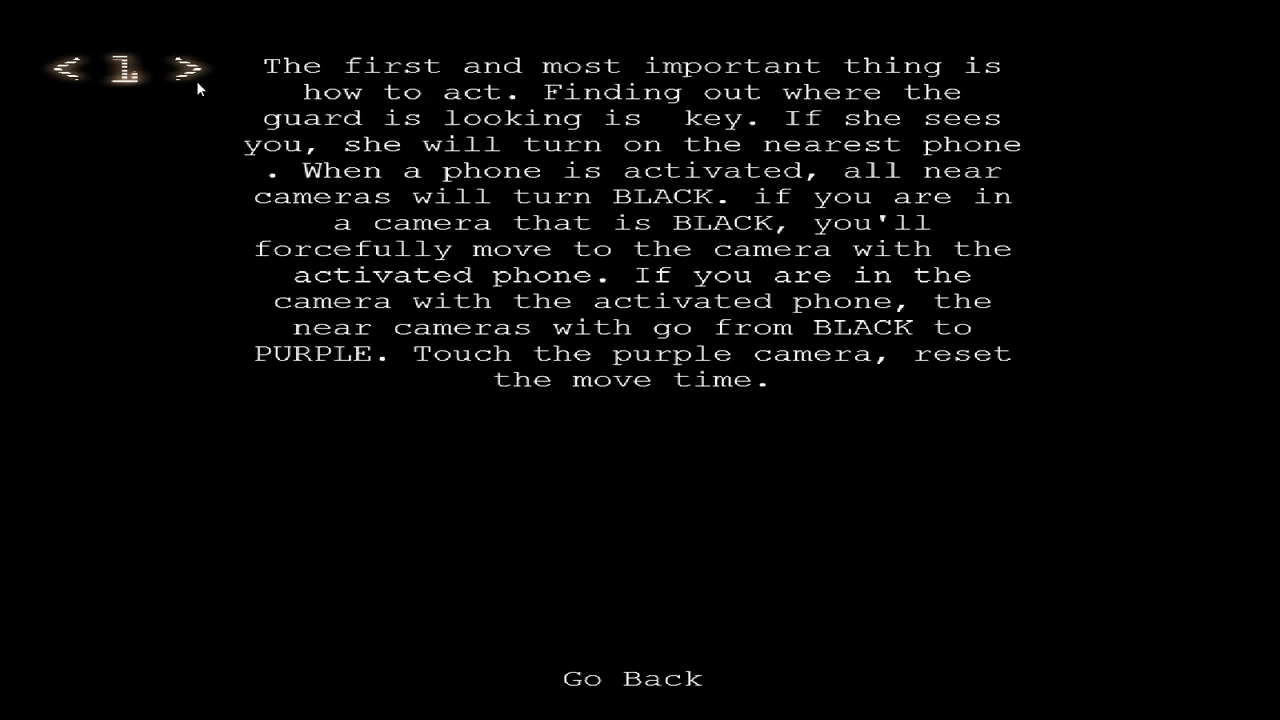 < 1 >
The first and most important thing is
how to act. Finding out where the
guard is looking is  key. If she sees
you, she will turn on the nearest phone
. When a phone is activated, all near
cameras will turn BLACK. if you are in
a camera that is BLACK, you'll
forcefully move to the camera with the
activated phone. If you are in the
camera with the activated phone, the
near cameras with go from BLACK to
PURPLE. Touch the purple camera, reset
the move time.
Go Back